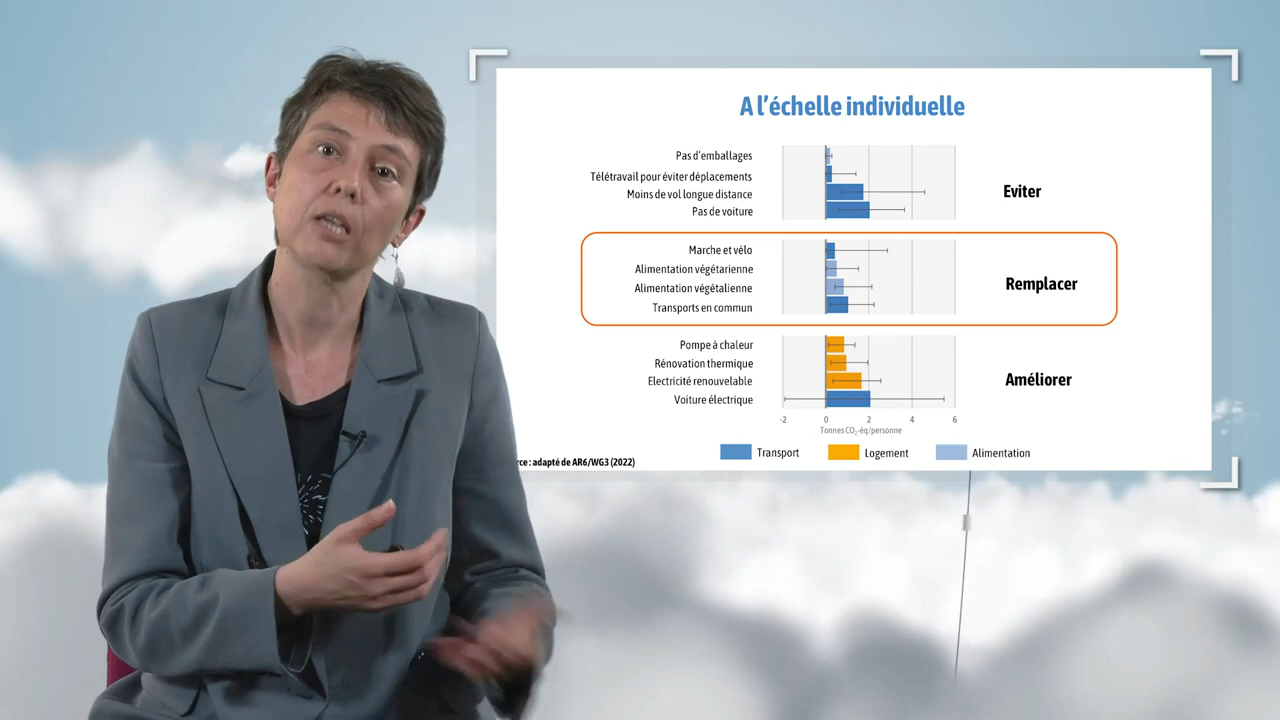 A l'échelle individuelle
Pas d'emballages
Télétravail pour éviter déplacements
Moins de vol longue distance
Pas de voiture
Eviter
Marche et vélo
Alimentation végétarienne
Alimentation végétalienne
Transports en commun
Remplacer
Pompe à chaleur
Rénovation thermique
Electricité renouvelable
Voiture électrique
Améliorer
-2 0 2 4 6
Tonnes CO₂-éq/personne
Transport Logement Alimentation
rce : adapté de AR6/WG3 (2022)